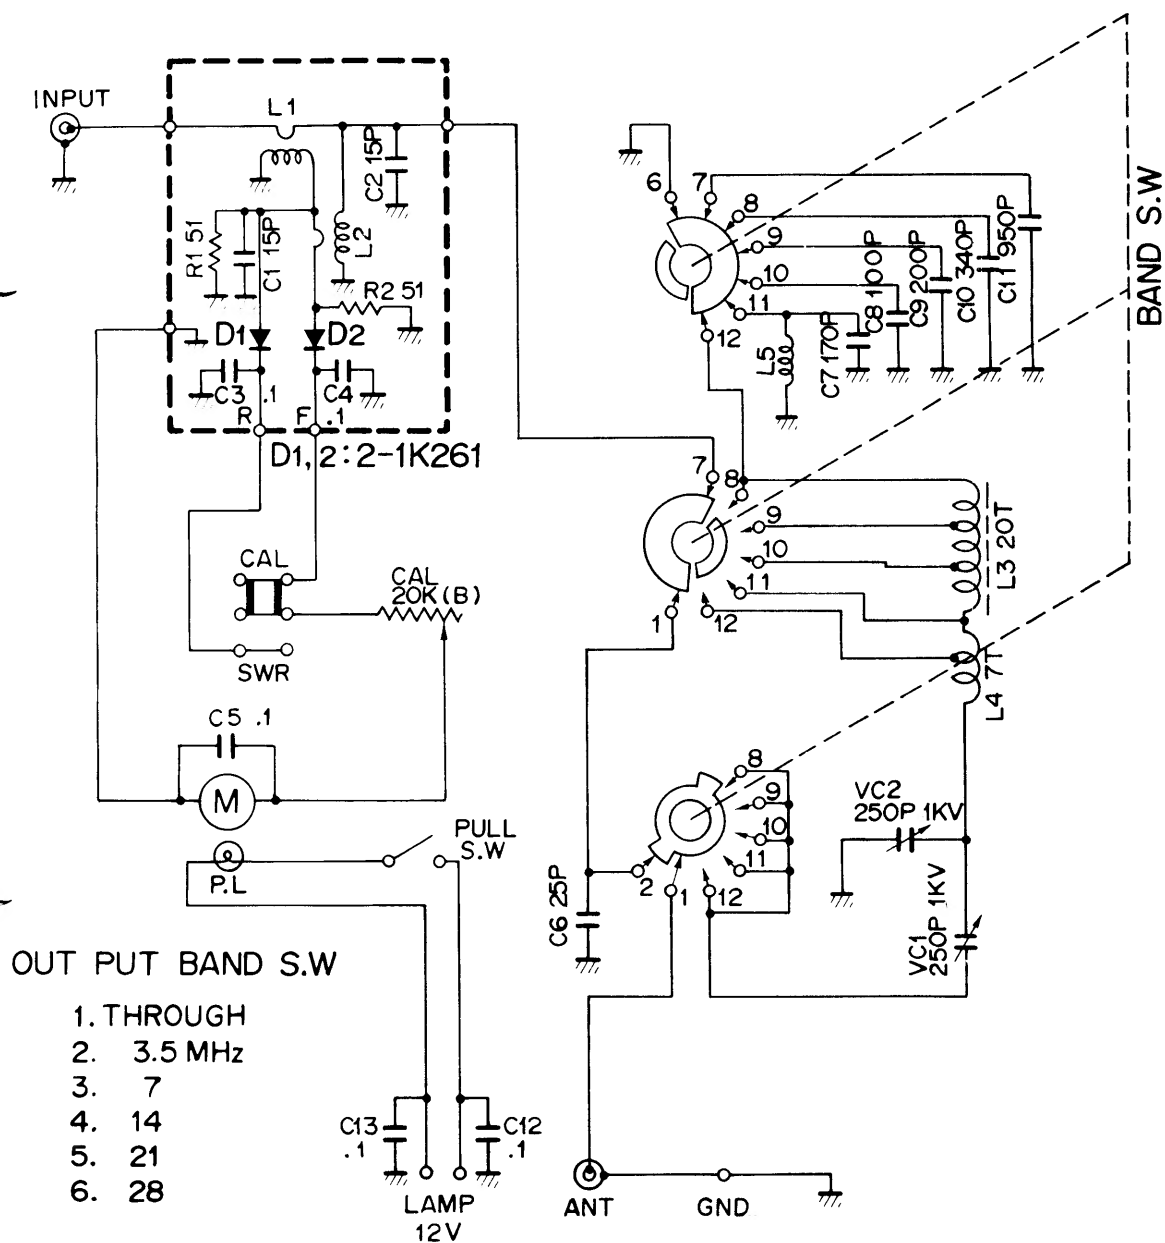 INPUT
L1
C2 15P
L2
R1 51
C1 15P
R2 51
D1
D2
C3 .1
C4 .1
R
F
D1, 2:2-1K261
CAL
CAL
20K(B)
SWR
C5 .1
M
P.L
PULL
S.W
OUT PUT BAND S.W
1. THROUGH
2. 3.5 MHz
3. 7
4. 14
5. 21
6. 28
C13
.1
C12
.1
LAMP
12V
6
7
8
9
10
11
12
L5
C7 170P
C8 100P
C9 200P
C10 340P
C11 950P
BAND S.W
7
8
9
10
11
12
1
L3 20T
L4 7T
8
9
10
11
12
1
2
C6 25P
VC2
250P 1KV
VC1
250P 1KV
ANT
GND